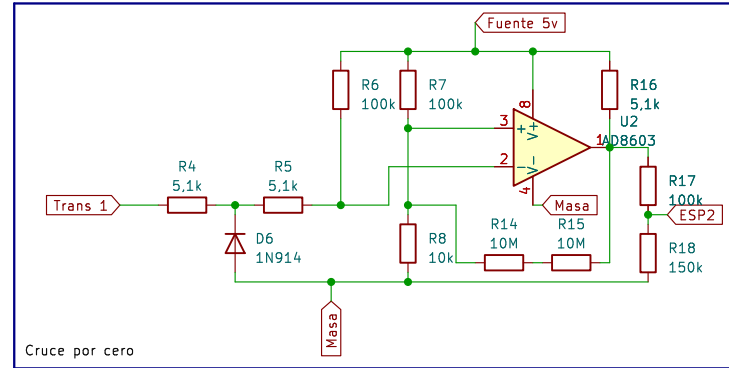 Fuente 5v
R6
100k
R7
100k
R16
5,1k
U2
AD8603
3
+
8
V+
1
2
-
V-
4
R4
5,1k
R5
5,1k
Trans 1
Masa
R17
100k
ESP2
D6
1N914
R8
10k
R14
10M
R15
10M
R18
150k
Masa
Cruce por cero